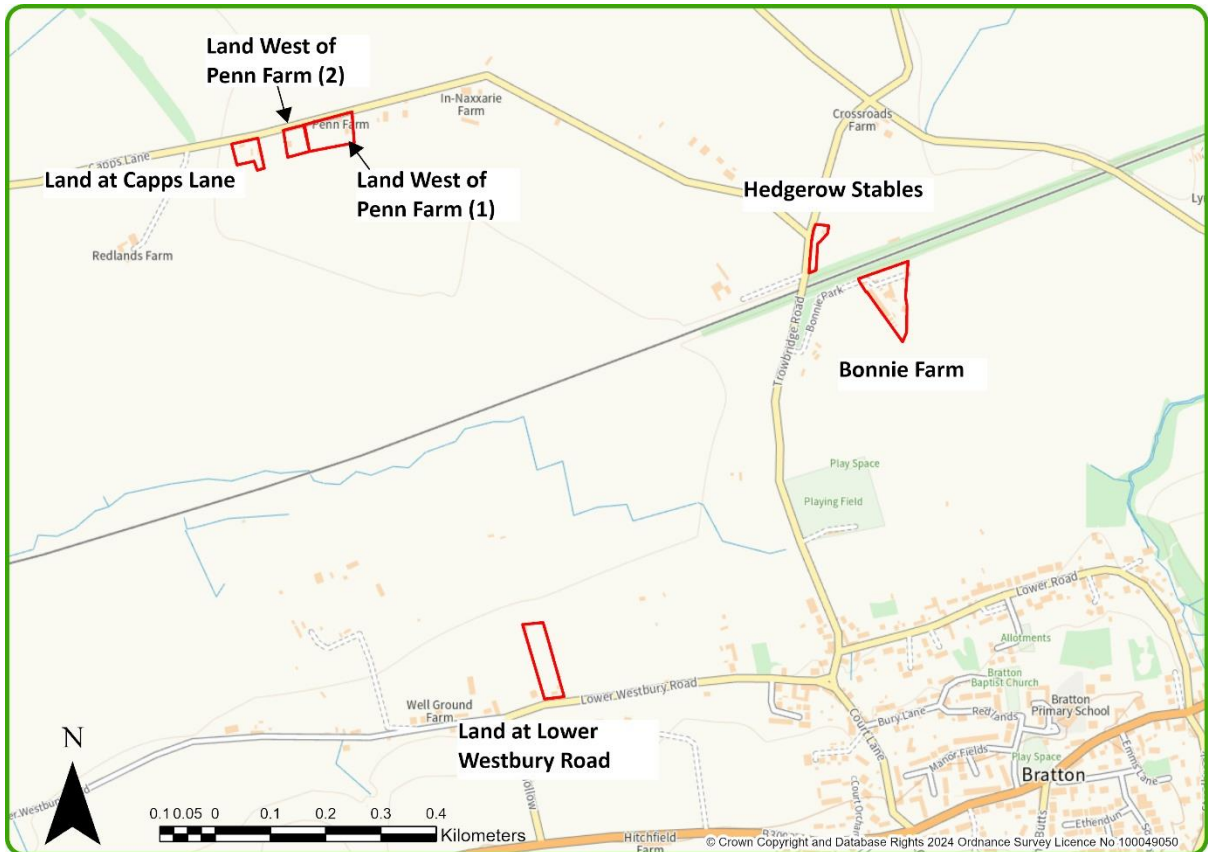 Land West of
Penn Farm (2)
In-Naxxarie
Farm
Penn Farm
Crossroads
Farm
Capps Lane
Land at Capps Lane
Land West of
Penn Farm (1)
Hedgerow Stables
Redlands Farm
Trowbridge Road
Bonnie Park
Bonnie Farm
Play Space
Playing Field
Lower Road
Allotments
Bratton
Baptist Church
Bratton
Primary School
Lower Westbury Road
Well Ground
Farm
Land at Lower
Westbury Road
Court Lane
Bury Lane
Manor Fields
Play Space
Bratton
Emms Lane
N
0.1 0.05 0 0.1 0.2 0.3 0.4
Kilometers
Hitchfield
Farm
Ethendun
© Crown Copyright and Database Rights 2024 Ordnance Survey Licence No 100049050